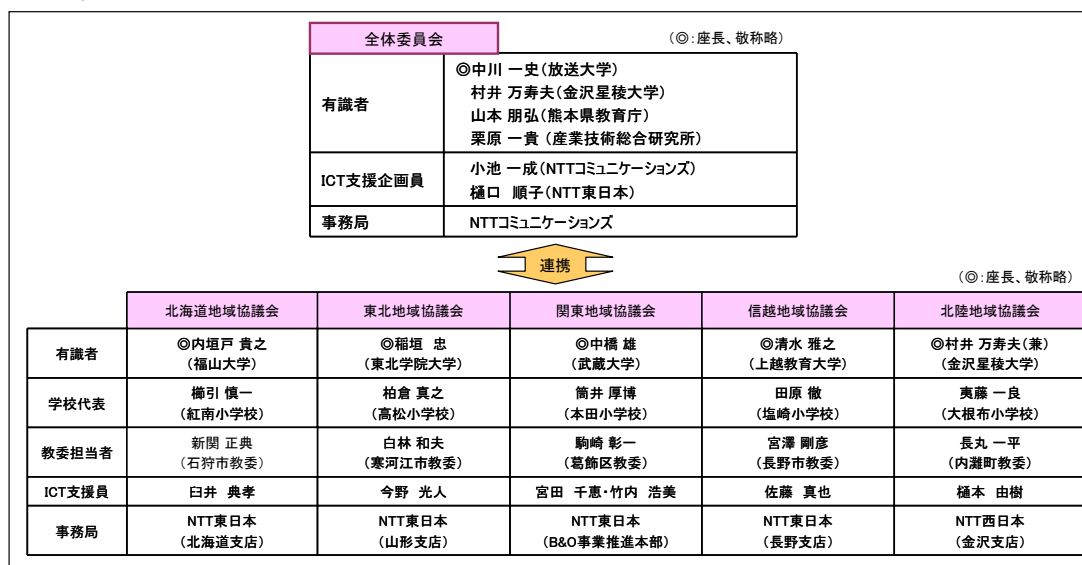 全体委員会
（◎：座長、敬称略）
有識者
◎中川 一史（放送大学）
村井 万寿夫（金沢星稜大学）
山本 朋弘（熊本県教育庁）
栗原 一貴 （産業技術総合研究所）
ICT支援企画員
小池 一成（NTTコミュニケーションズ）
樋口　順子（NTT東日本）
事務局
NTTコミュニケーションズ
連携
（◎：座長、敬称略）
北海道地域協議会 東北地域協議会 関東地域協議会 信越地域協議会 北陸地域協議会
有識者
◎内垣戸 貴之 ◎稲垣　忠 ◎中橋 雄 ◎清水 雅之 ◎村井 万寿夫（兼）
（福山大学） （東北学院大学） （武蔵大学） （上越教育大学） （金沢星稜大学）
学校代表
櫛引 慎一 柏倉 真之 筒井 厚博 田原 徹 夷藤 一良
（紅南小学校） （高松小学校） （本田小学校） （塩崎小学校） （大根布小学校）
教委担当者
新関 正典 白林 和夫 駒崎 彰一 宮澤 剛彦 長丸 一平
（石狩市教委） （寒河江市教委） （葛飾区教委） （長野市教委） （内灘町教委）
ICT支援員
臼井　典孝 今野　光人 宮田　千恵・竹内　浩美 佐藤　真也 樋本　由樹
事務局
NTT東日本 NTT東日本 NTT東日本 NTT東日本 NTT西日本
（北海道支店） （山形支店） （B&O事業推進本部） （長野支店） （金沢支店）